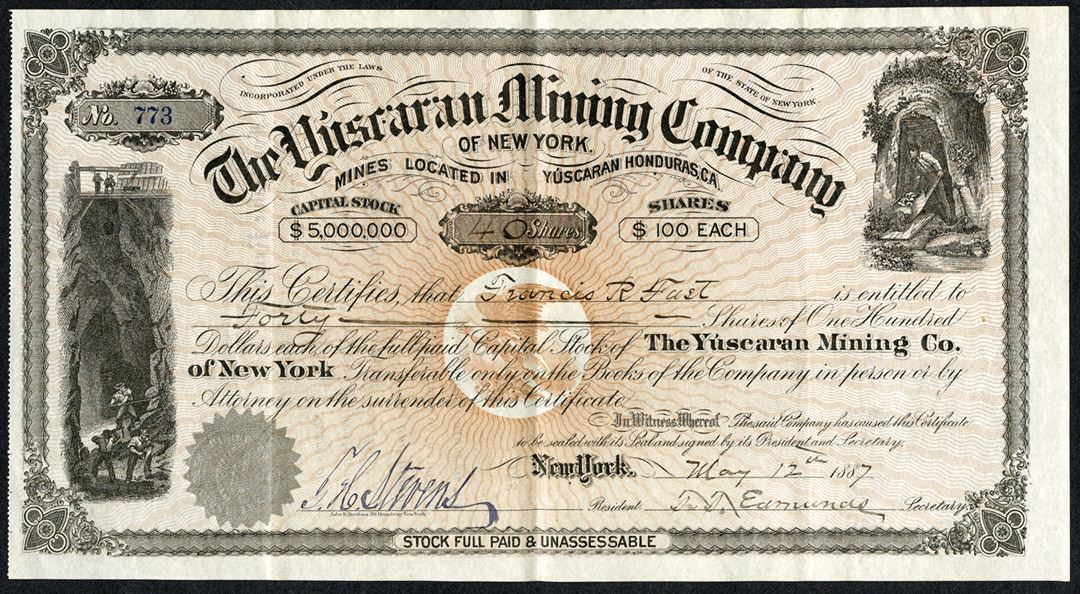 INCORPORATED UNDER THE LAWS OF THE STATE OF NEW YORK.
No. 773
The Yúscaran Mining Company
OF NEW YORK.
MINES LOCATED IN YÚSCARAN HONDURAS, C.A.
CAPITAL STOCK
$5,000,000
40 Shares
SHARES
$100 EACH
This Certifies, that Francis R Fast is entitled to
Forty Shares of One Hundred
Dollars each of the full paid Capital Stock of The Yúscaran Mining Co.
of New York Transferable only on the Books of the Company in person or by
Attorney on the surrender of this Certificate
In Witness Whereof The said Company has caused this Certificate
to be sealed with its Seal and signed by its President and Secretary.
New York. May 12th 1887
Stevens President Edmunds Secretary.
STOCK FULL PAID & UNASSESSABLE